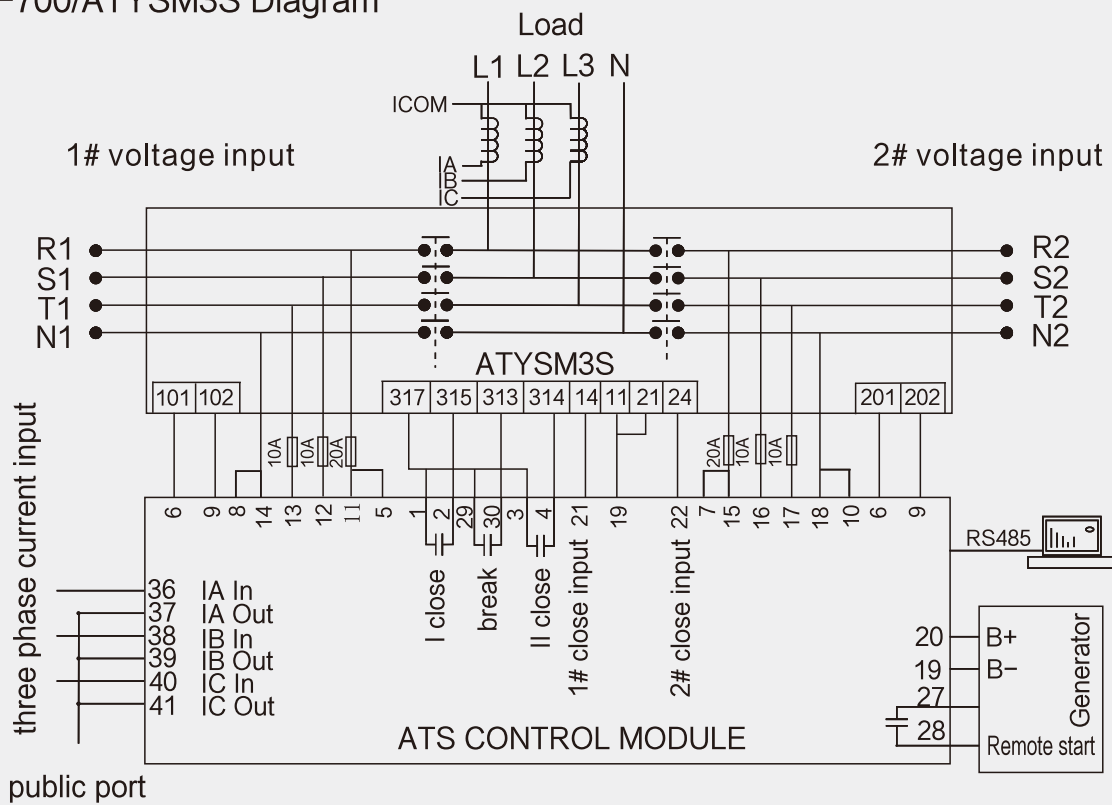 -700/ATYSM3S Diagram
Load
L1 L2 L3 N
ICOM
1# voltage input
2# voltage input
IA
IB
IC
R1
S1
T1
N1
R2
S2
T2
N2
ATYSM3S
101 102
317 315 313 314 14 11 21 24
201 202
10A 10A 20A
20A 10A 10A
6 9 8 14 13 12 11 5 1 2 29 30 3 4 21 19 22 7 15 16 17 18 10 6 9
I close
break
II close
1# close input
2# close input
RS485
three phase current input
36 IA In
37 IA Out
38 IB In
39 IB Out
40 IC In
41 IC Out
public port
ATS CONTROL MODULE
20 B+
19 B−
27
28 Remote start
Generator